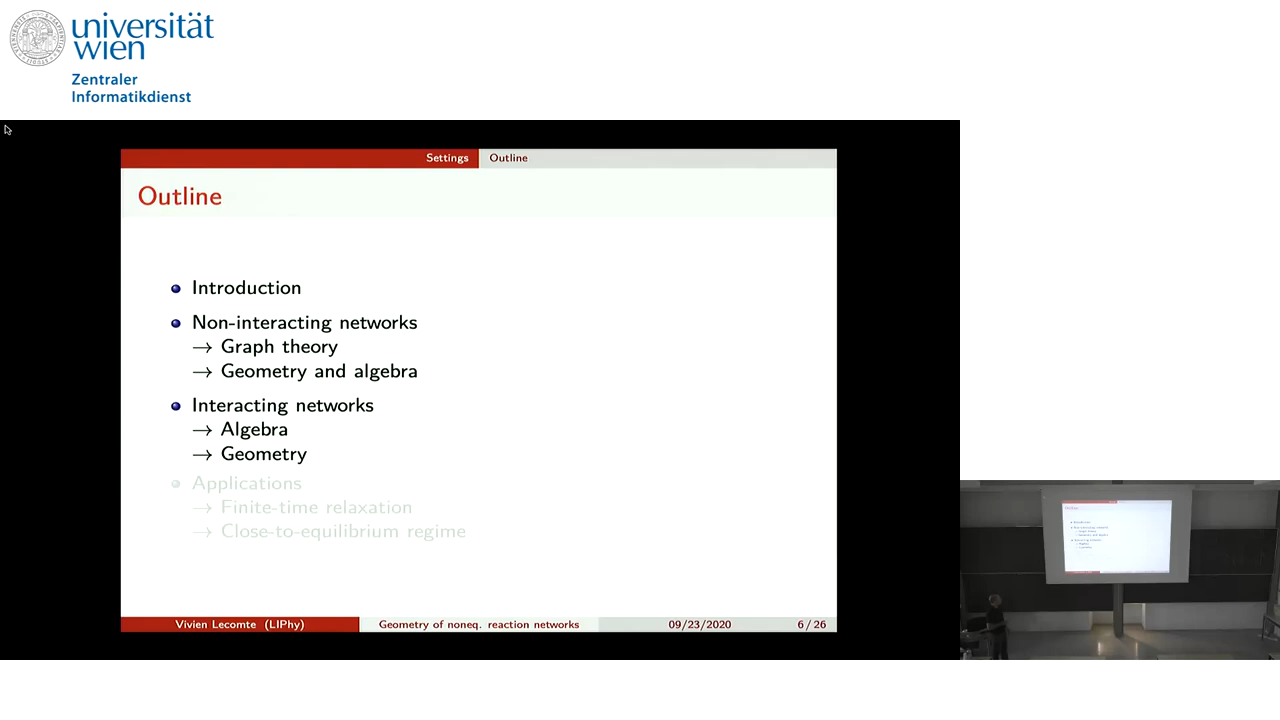 universität
wien
Zentraler
Informatikdienst
Settings Outline
Outline
Introduction
Non-interacting networks
→ Graph theory
→ Geometry and algebra
Interacting networks
→ Algebra
→ Geometry
Applications
→ Finite-time relaxation
→ Close-to-equilibrium regime
Vivien Lecomte (LIPhy) Geometry of noneq. reaction networks 09/23/2020 6 / 26